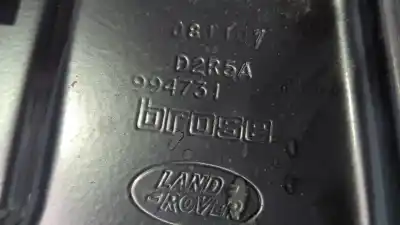 D2R5A
994731
brose
LAND
ROVER